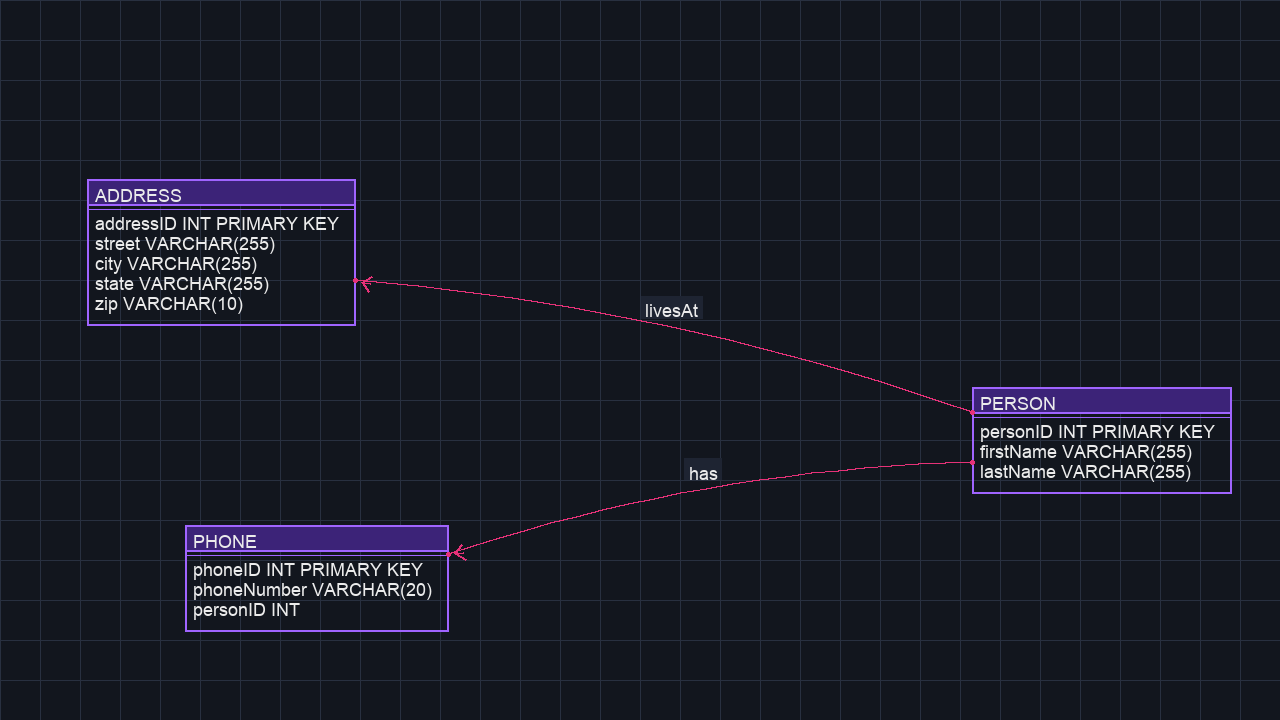 ADDRESS
addressID INT PRIMARY KEY
street VARCHAR(255)
city VARCHAR(255)
state VARCHAR(255)
zip VARCHAR(10)
livesAt
PERSON
personID INT PRIMARY KEY
firstName VARCHAR(255)
lastName VARCHAR(255)
has
PHONE
phoneID INT PRIMARY KEY
phoneNumber VARCHAR(20)
personID INT